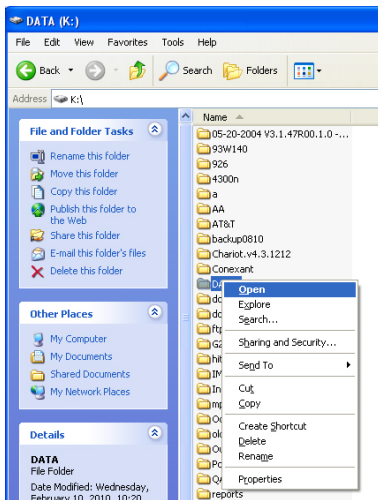 DATA (K:)
File Edit View Favorites Tools Help
Back Search Folders
Address K:\
File and Folder Tasks
Rename this folder
Move this folder
Copy this folder
Publish this folder to
the Web
Share this folder
E-mail this folder's files
Delete this folder
Other Places
My Computer
My Documents
Shared Documents
My Network Places
Details
DATA
File Folder
Date Modified: Wednesday,
February 10, 2010, 10:20
Name
05-20-2004 V3.1.47R00.1.0 -...
93W140
926
4300n
a
AA
AT&T
backup0810
Chariot.v4.3.1212
Conexant
reports
Open
Explore
Search...
Sharing and Security...
Send To
Cut
Copy
Create Shortcut
Delete
Rename
Properties